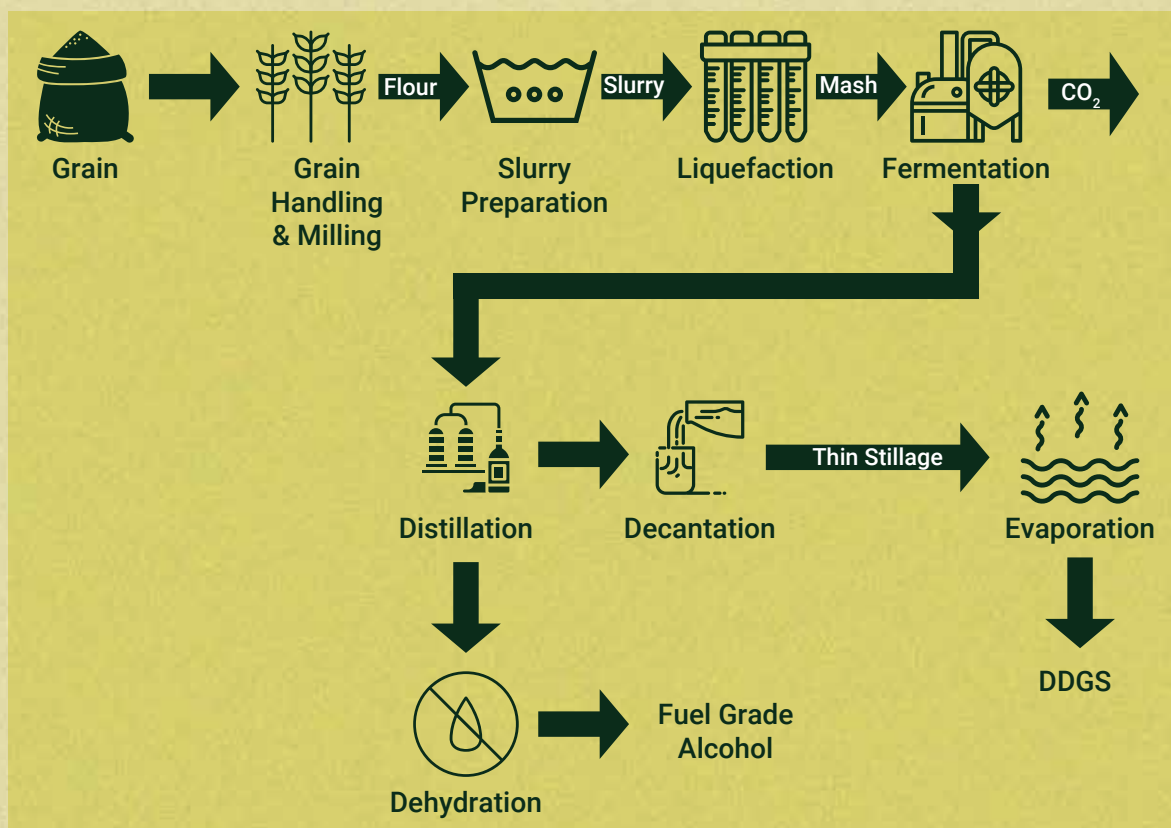 Flour
Slurry
Mash
CO₂
Grain
Grain
Handling
& Milling
Slurry
Preparation
Liquefaction
Fermentation
Thin Stillage
Distillation
Decantation
Evaporation
DDGS
Fuel Grade
Alcohol
Dehydration